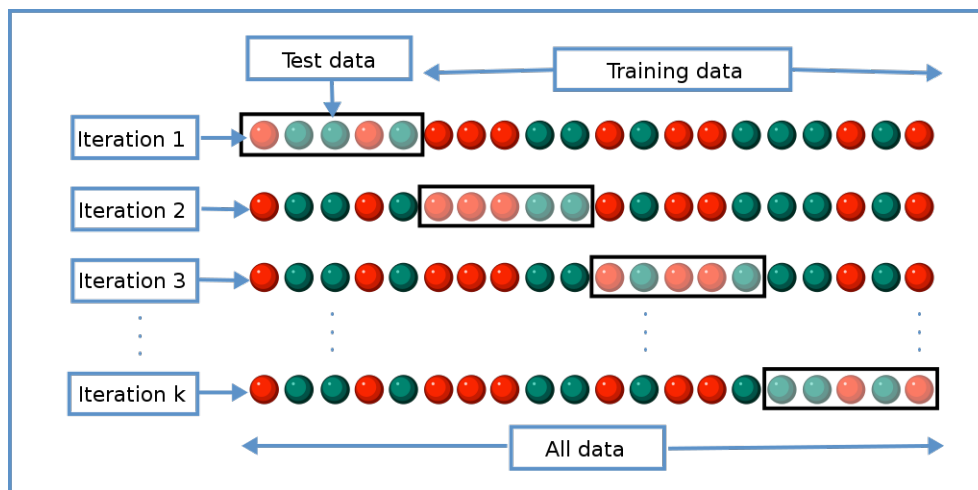 Test data
Training data
Iteration 1
Iteration 2
Iteration 3
Iteration k
All data